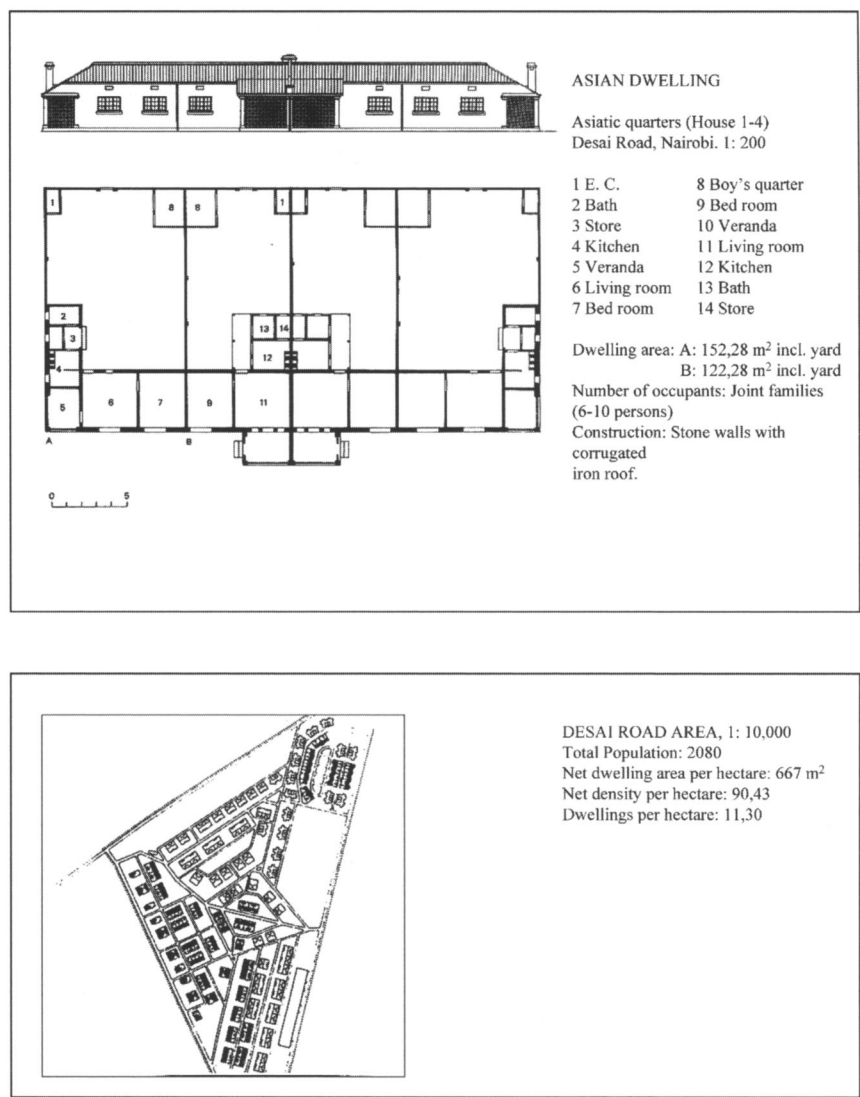 ASIAN DWELLING
Asiatic quarters (House 1-4)
Desai Road, Nairobi. 1: 200
1 E. C.
2 Bath
3 Store
4 Kitchen
5 Veranda
6 Living room
7 Bed room
8 Boy's quarter
9 Bed room
10 Veranda
11 Living room
12 Kitchen
13 Bath
14 Store
Dwelling area: A: 152,28 m² incl. yard
B: 122,28 m² incl. yard
Number of occupants: Joint families
(6-10 persons)
Construction: Stone walls with
corrugated
iron roof.
1 8 8 1
2
3 13 14
4 12
5 6 7 9 11
A B
0 5
DESAI ROAD AREA, 1: 10,000
Total Population: 2080
Net dwelling area per hectare: 667 m²
Net density per hectare: 90,43
Dwellings per hectare: 11,30